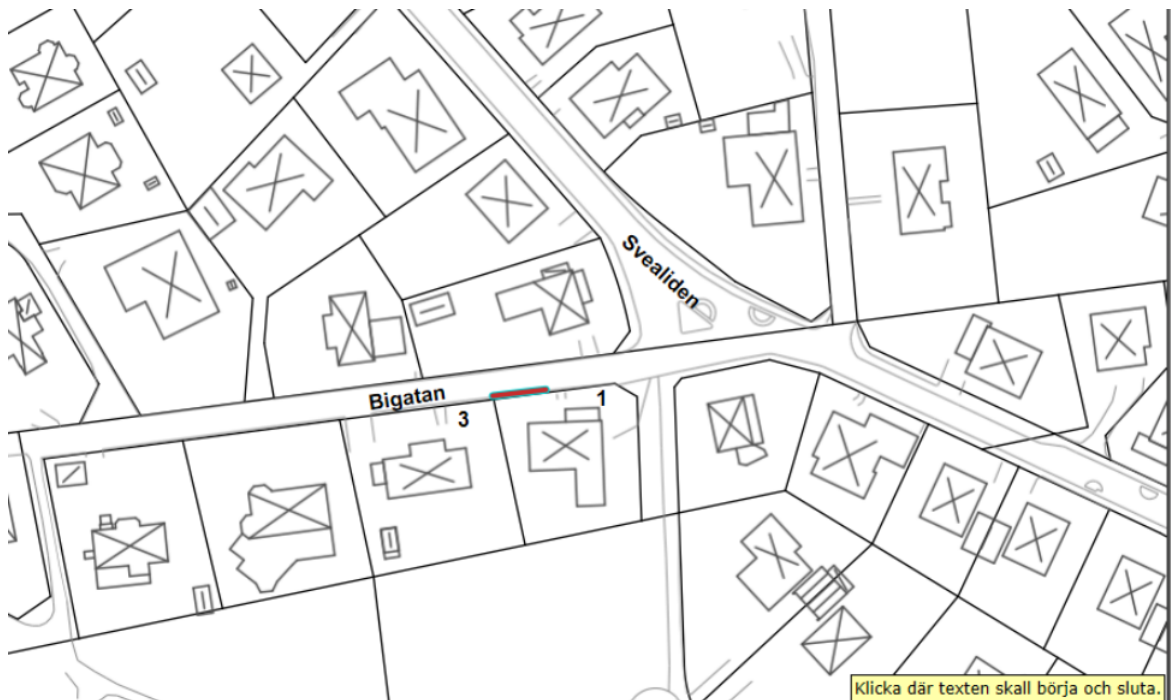 Svealiden
Bigatan
1
3
Klicka där texten skall börja och sluta.